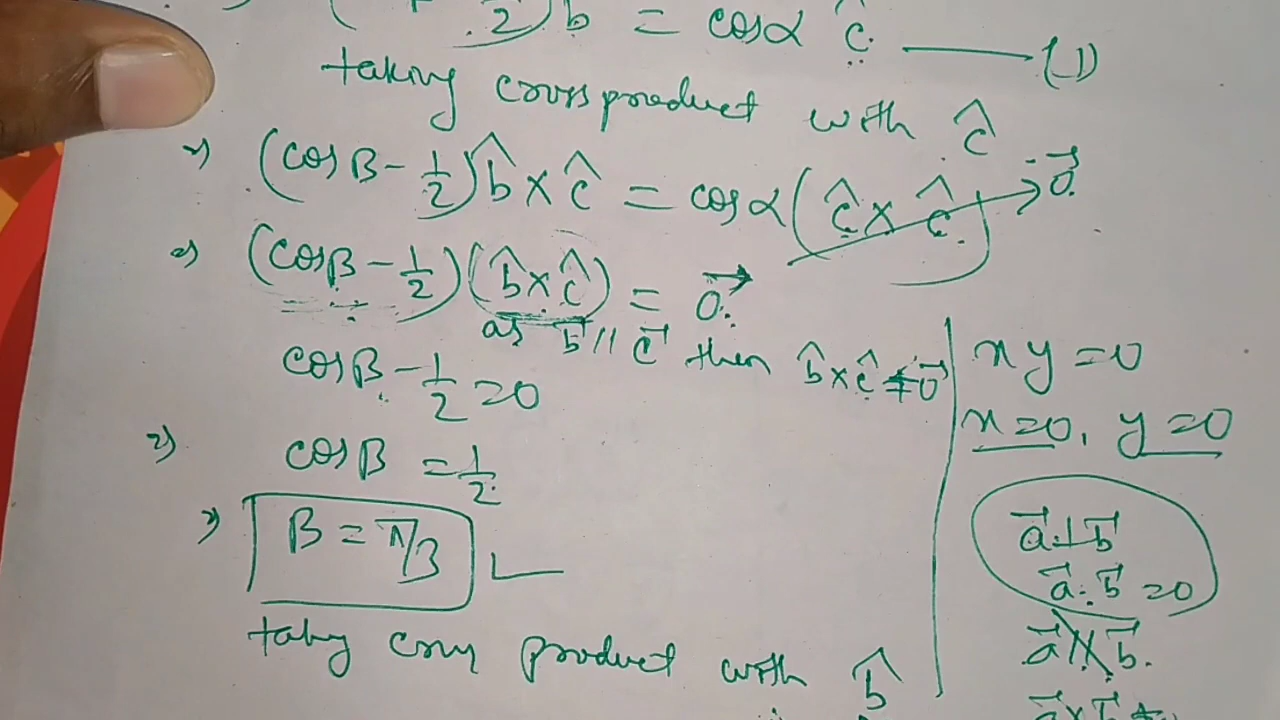 1/2) b = cosα ĉ. —— (1)
taking cross product with ĉ
⇒ (cosβ - 1/2) b̂ × ĉ = cosα (ĉ × ĉ) → 0⃗
⇒ (cosβ - 1/2) (b̂ × ĉ) = 0⃗.
as b⃗ // c⃗ then b̂ × ĉ ≠ 0⃗
cosβ - 1/2 = 0
⇒ cosβ = 1/2
⇒ β = π/3
taking cross product with b̂
xy = 0
x = 0, y = 0
a⃗ ⊥ b⃗
a⃗ . b⃗ = 0
a⃗ ∦ b⃗.
a⃗ × b⃗ ≠